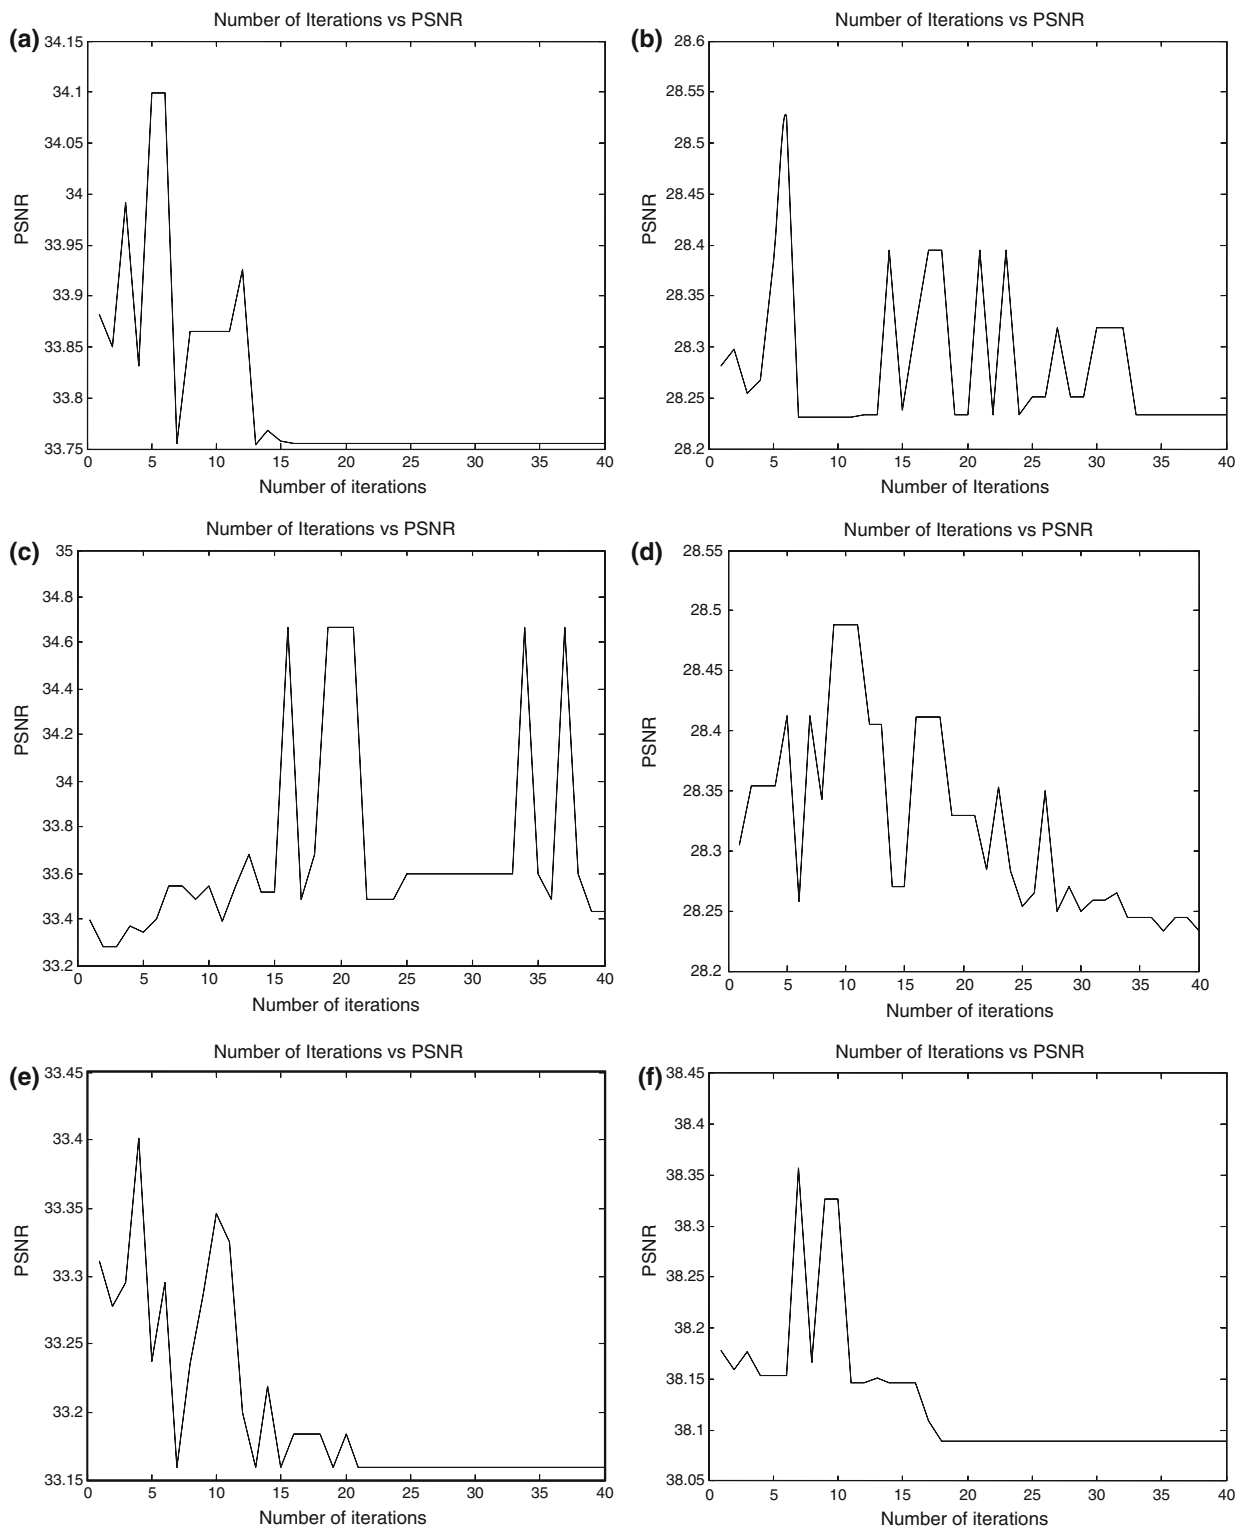 Number of Iterations vs PSNR
(a)
34.15
34.1
34.05
34
33.95
33.9
33.85
33.8
33.75
PSNR
0 5 10 15 20 25 30 35 40
Number of iterations
Number of Iterations vs PSNR
(b)
28.6
28.55
28.5
28.45
28.4
28.35
28.3
28.25
28.2
PSNR
0 5 10 15 20 25 30 35 40
Number of Iterations
Number of Iterations vs PSNR
(c)
35
34.8
34.6
34.4
34.2
34
33.8
33.6
33.4
33.2
PSNR
0 5 10 15 20 25 30 35 40
Number of iterations
Number of Iterations vs PSNR
(d)
28.55
28.5
28.45
28.4
28.35
28.3
28.25
28.2
PSNR
0 5 10 15 20 25 30 35 40
Number of iterations
Number of Iterations vs PSNR
(e)
33.45
33.4
33.35
33.3
33.25
33.2
33.15
PSNR
0 5 10 15 20 25 30 35 40
Number of iterations
Number of Iterations vs PSNR
(f)
38.45
38.4
38.35
38.3
38.25
38.2
38.15
38.1
38.05
PSNR
0 5 10 15 20 25 30 35 40
Number of iterations